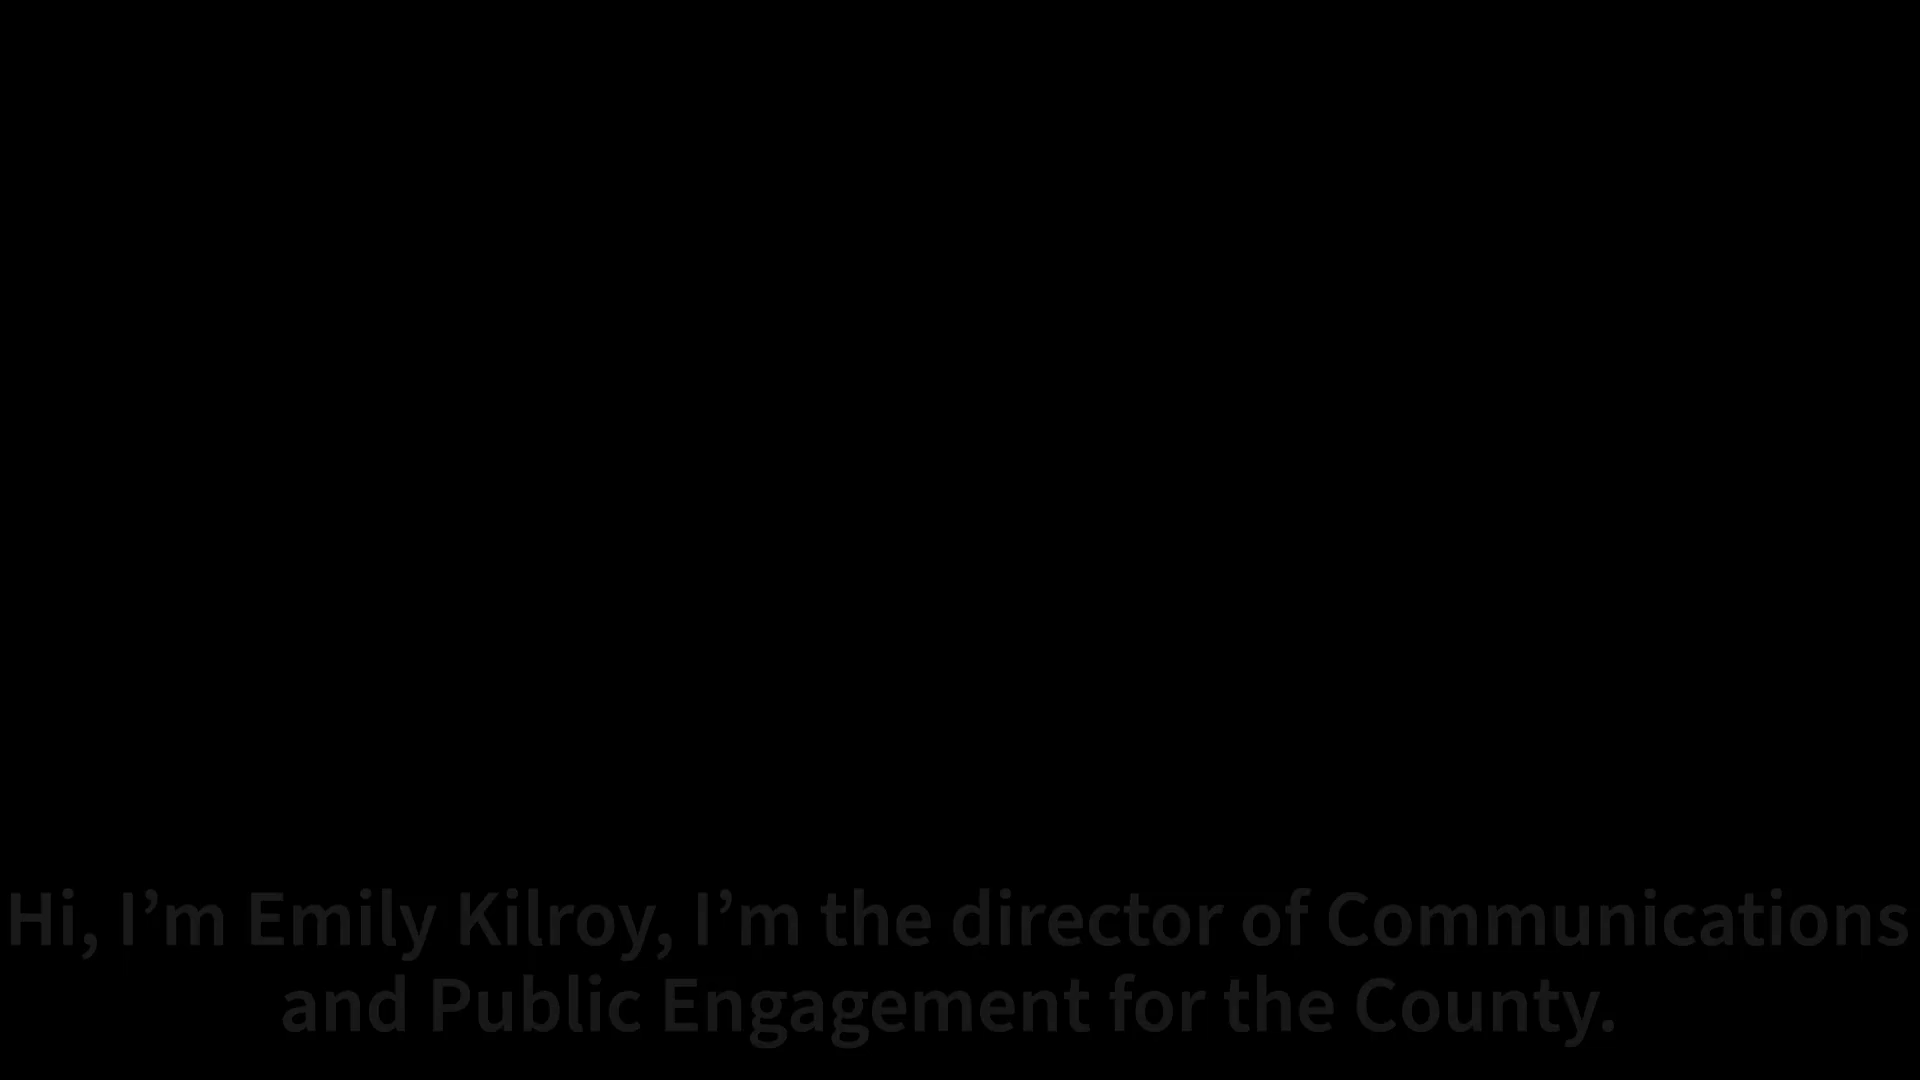 Hi, I’m Emily Kilroy, I’m the director of Communications
and Public Engagement for the County.